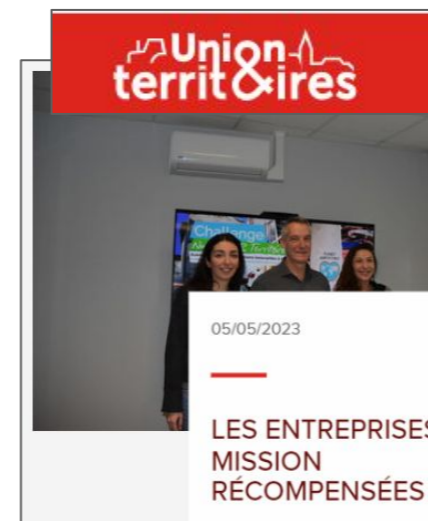 Union
territ&ires
Challenge
05/05/2023
LES ENTREPRISES
MISSION
RÉCOMPENSÉES